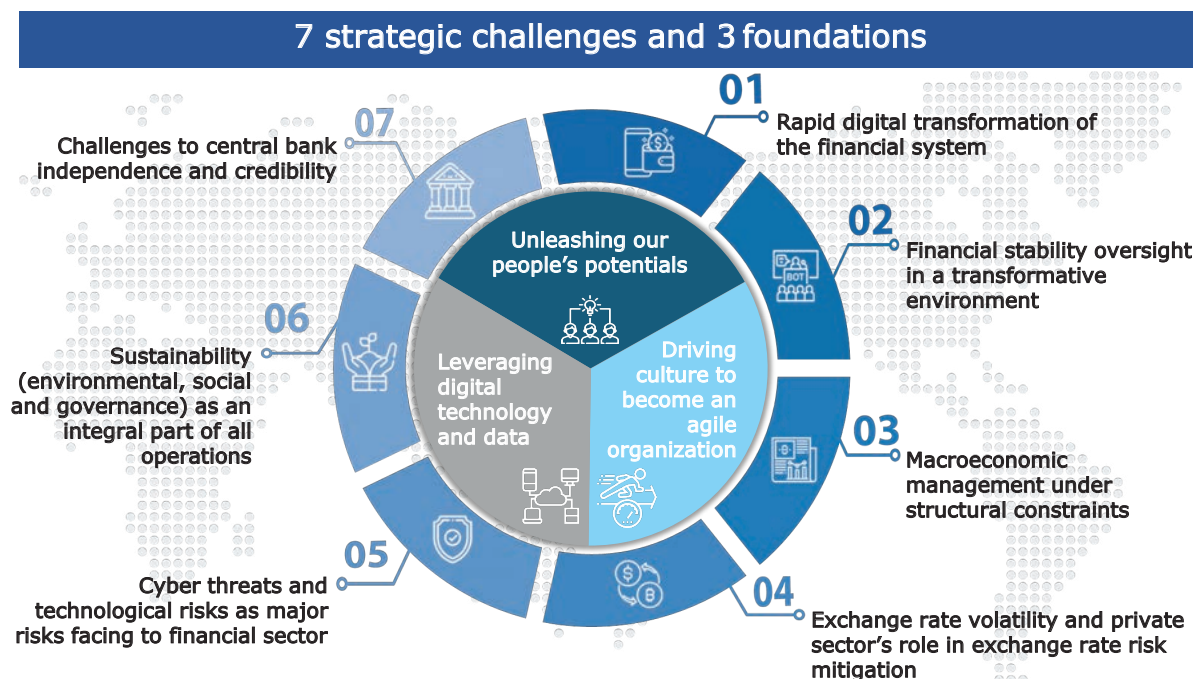 7 strategic challenges and 3 foundations
01
Rapid digital transformation of
the financial system
02
Financial stability oversight
in a transformative
environment
BOT
03
Macroeconomic
management under
structural constraints
04
Exchange rate volatility and private
sector’s role in exchange rate risk
mitigation
$
฿
05
Cyber threats and
technological risks as major
risks facing to financial sector
06
Sustainability
(environmental, social
and governance) as an
integral part of all
operations
07
Challenges to central bank
independence and credibility
Unleashing our
people’s potentials
Leveraging
digital
technology
and data
Driving
culture to
become an
agile
organization